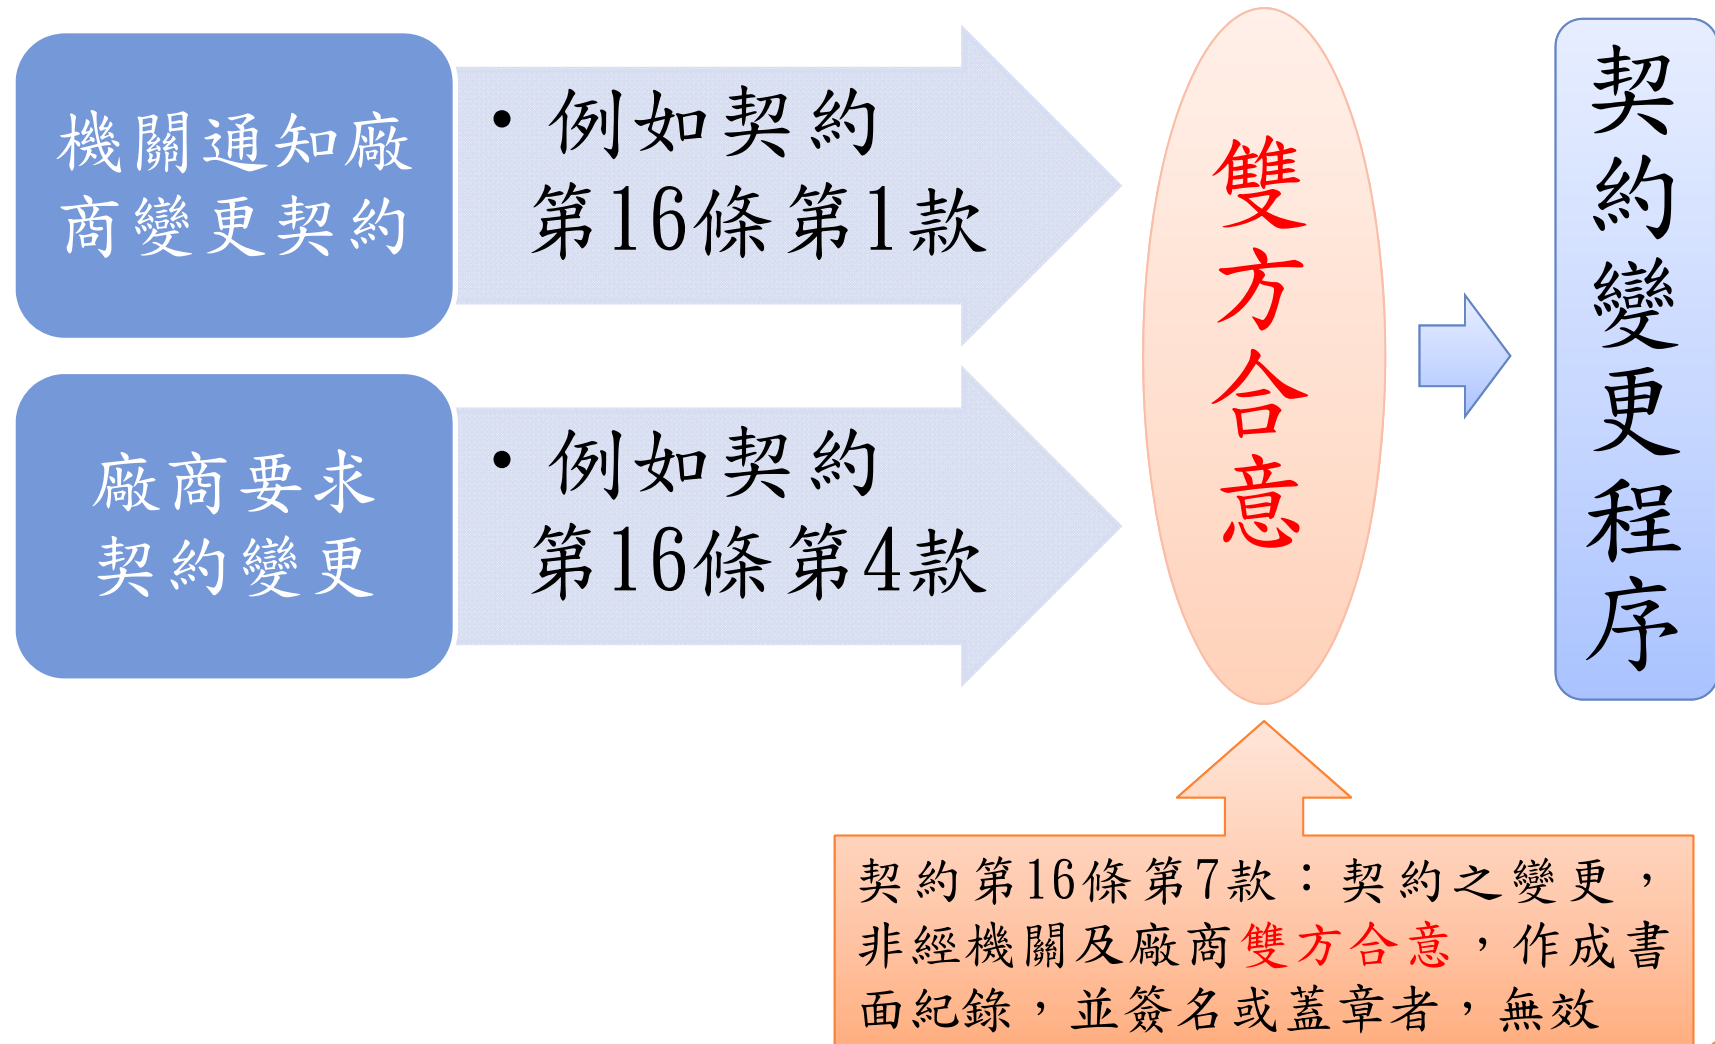 機關通知廠
商變更契約
• 例如契約
第16條第1款
廠商要求
契約變更
• 例如契約
第16條第4款
雙方合意
契約變更程序
契約第16條第7款：契約之變更，
非經機關及廠商雙方合意，作成書
面紀錄，並簽名或蓋章者，無效